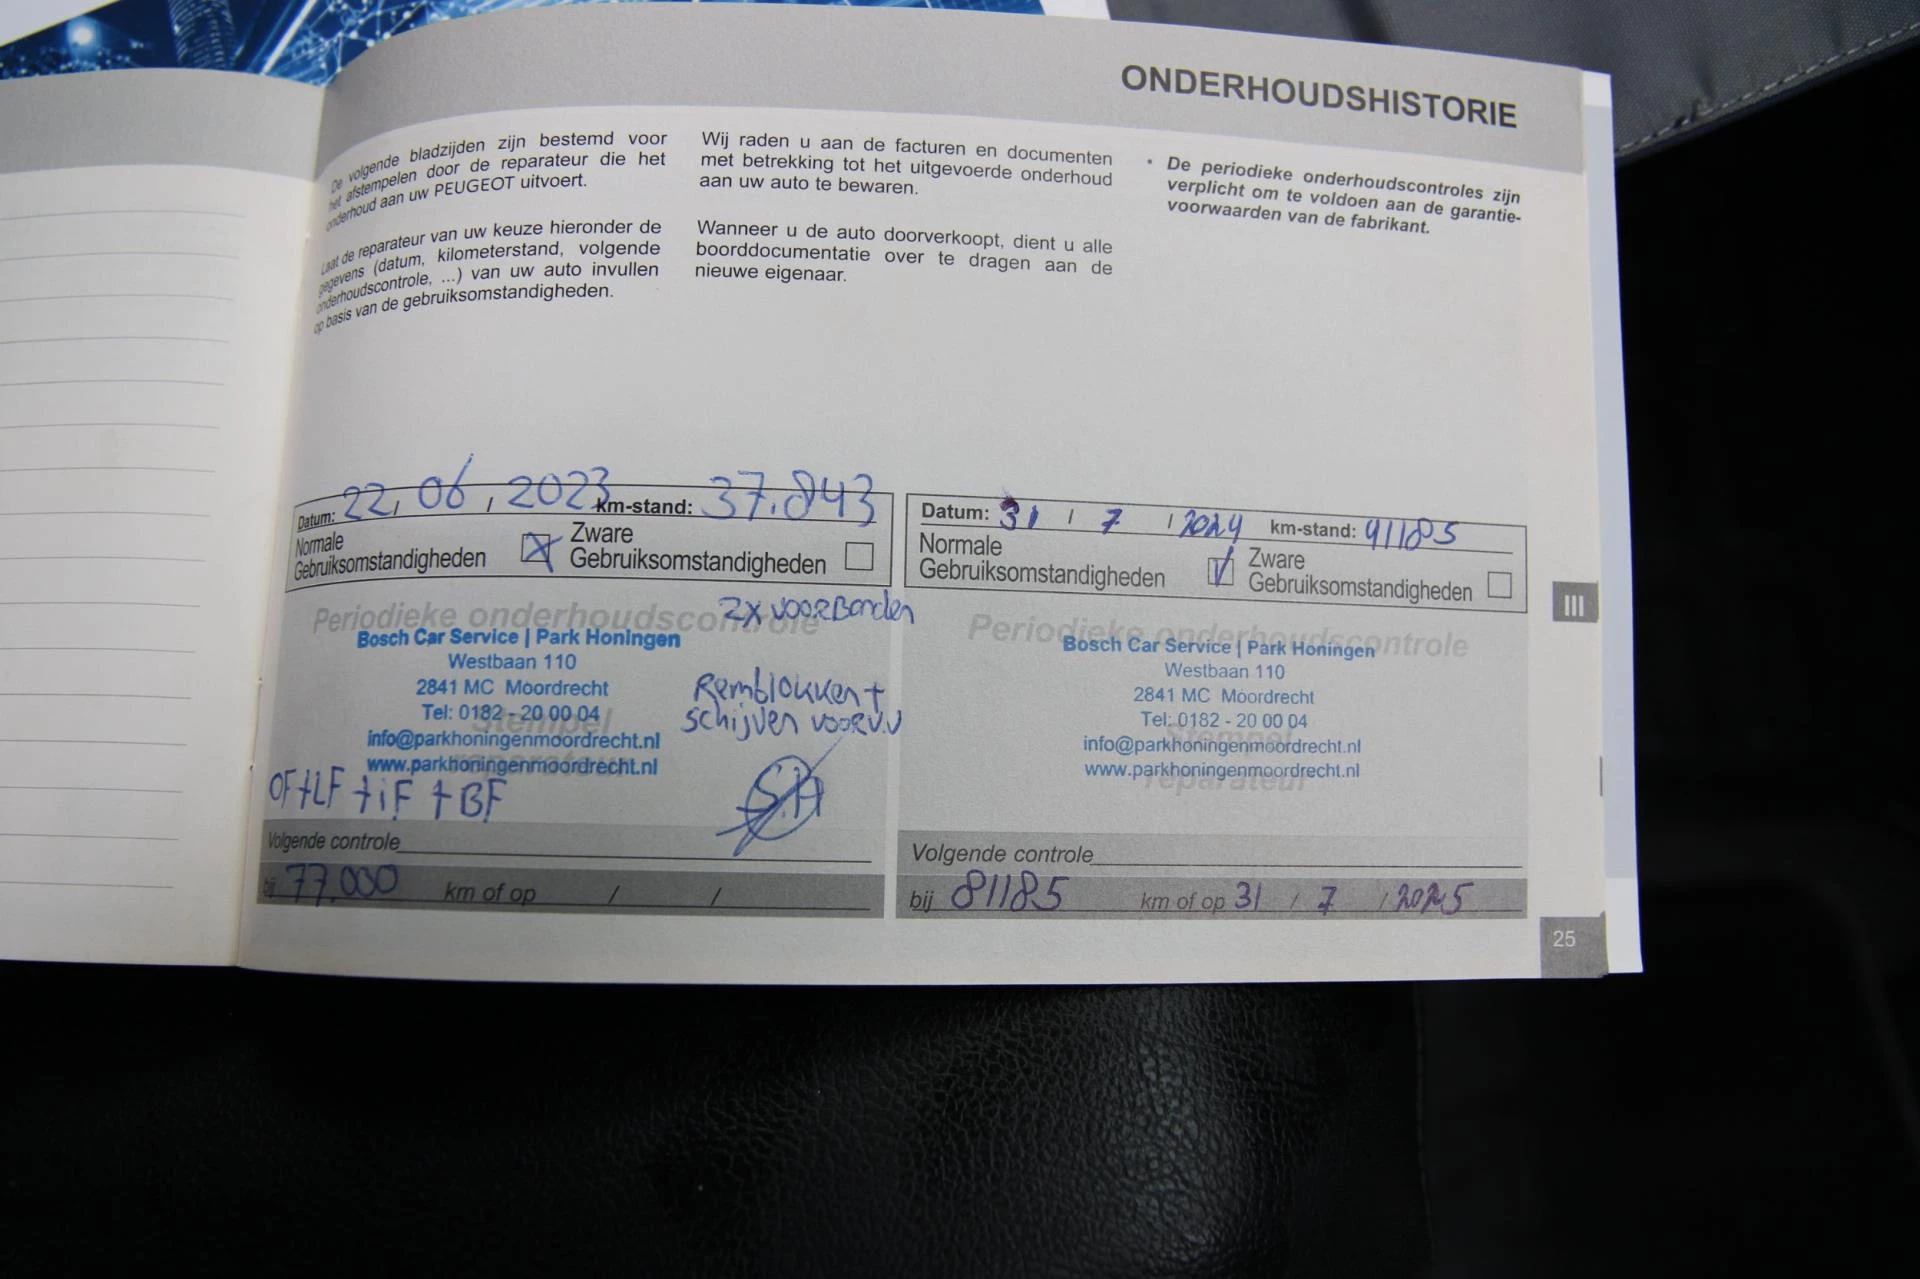 ONDERHOUDSHISTORIE
De volgende bladzijden zijn bestemd voor
het afstempelen door de reparateur die het
onderhoud aan uw PEUGEOT uitvoert.
Laat de reparateur van uw keuze hieronder de
gegevens (datum, kilometerstand, volgende
onderhoudscontrole, ...) van uw auto invullen
op basis van de gebruiksomstandigheden.
Wij raden u aan de facturen en documenten
met betrekking tot het uitgevoerde onderhoud
aan uw auto te bewaren.
Wanneer u de auto doorverkoopt, dient u alle
boorddocumentatie over te dragen aan de
nieuwe eigenaar.
• De periodieke onderhoudscontroles zijn
verplicht om te voldoen aan de garantie-
voorwaarden van de fabrikant.
Datum: 22, 06, 2023 km-stand: 37.843
Normale
Gebruiksomstandigheden
Zware
Gebruiksomstandigheden
Periodieke onderhoudscontrole
2x voorBanden
Bosch Car Service | Park Honingen
Westbaan 110
2841 MC Moordrecht
Tel: 0182 - 20 00 04
info@parkhoningenmoordrecht.nl
www.parkhoningenmoordrecht.nl
Stempel
reparateur
Remblokken +
schijven voor v.v
OF+LF+iF+BF
S.H
Volgende controle
bij 77.000 km of op / /
Datum: 31 / 7 / 2024 km-stand: 41185
Normale
Gebruiksomstandigheden
Zware
Gebruiksomstandigheden
Periodieke onderhoudscontrole
Bosch Car Service | Park Honingen
Westbaan 110
2841 MC Moordrecht
Tel: 0182 - 20 00 04
info@parkhoningenmoordrecht.nl
www.parkhoningenmoordrecht.nl
Stempel
reparateur
Volgende controle
bij 81185 km of op 31 / 7 / 2025
III
25